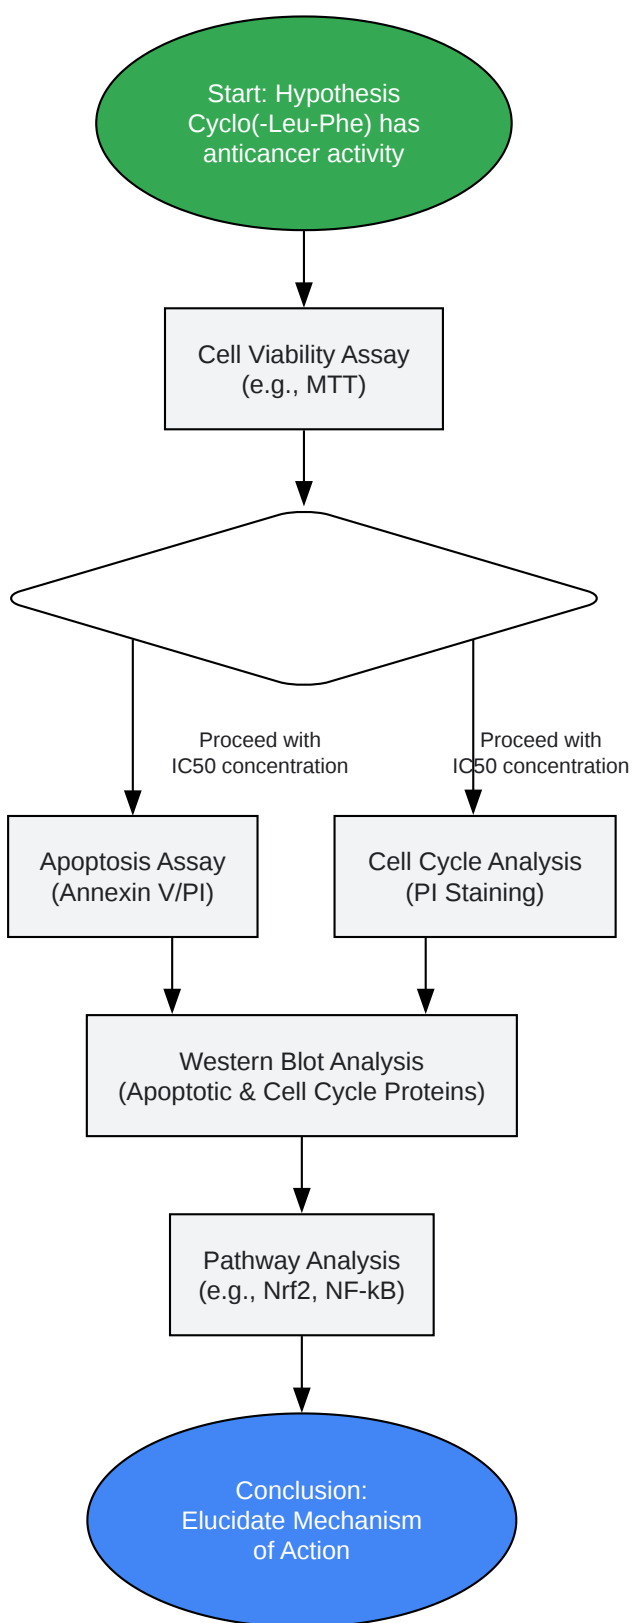 Start: Hypothesis
Cyclo(-Leu-Phe) has
anticancer activity
Cell Viability Assay
(e.g., MTT)
Proceed with
IC50 concentration
Proceed with
IC50 concentration
Apoptosis Assay
(Annexin V/PI)
Cell Cycle Analysis
(PI Staining)
Western Blot Analysis
(Apoptotic & Cell Cycle Proteins)
Pathway Analysis
(e.g., Nrf2, NF-kB)
Conclusion:
Elucidate Mechanism
of Action